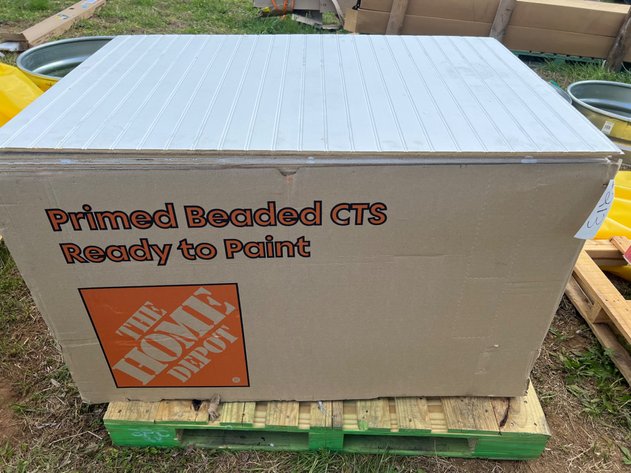 Primed Beaded CTS
Ready to Paint
THE
HOME
DEPOT
®